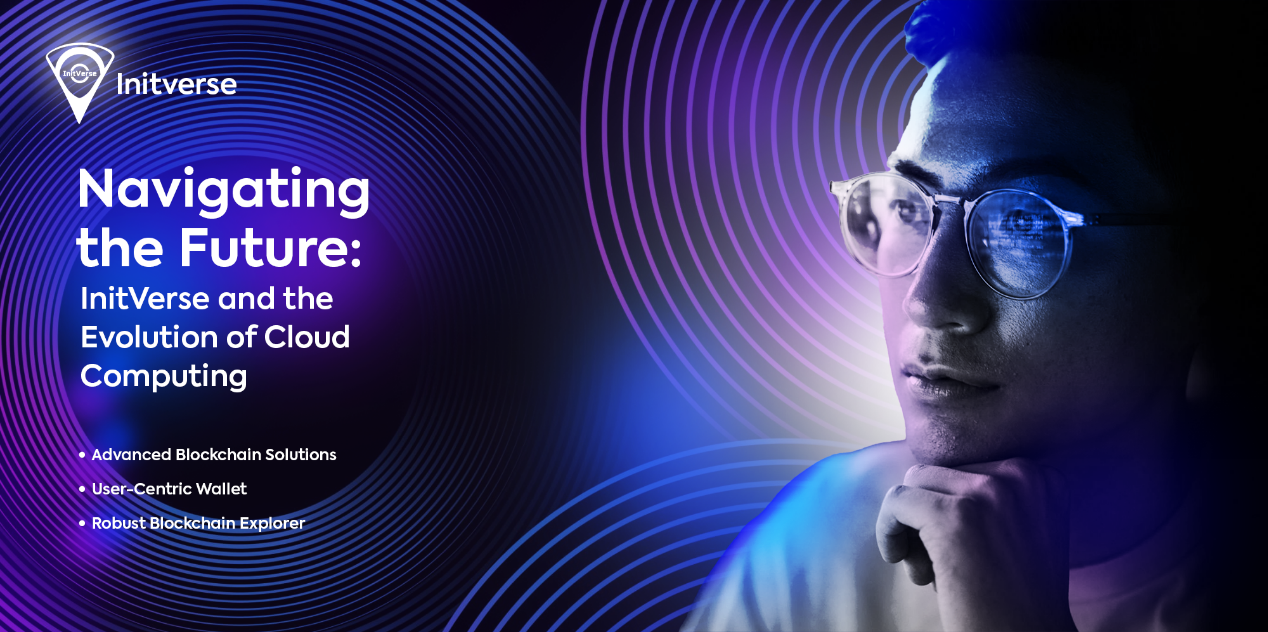 InitVerse
Initverse
Navigating
the Future:
InitVerse and the
Evolution of Cloud
Computing
• Advanced Blockchain Solutions
• User-Centric Wallet
• Robust Blockchain Explorer